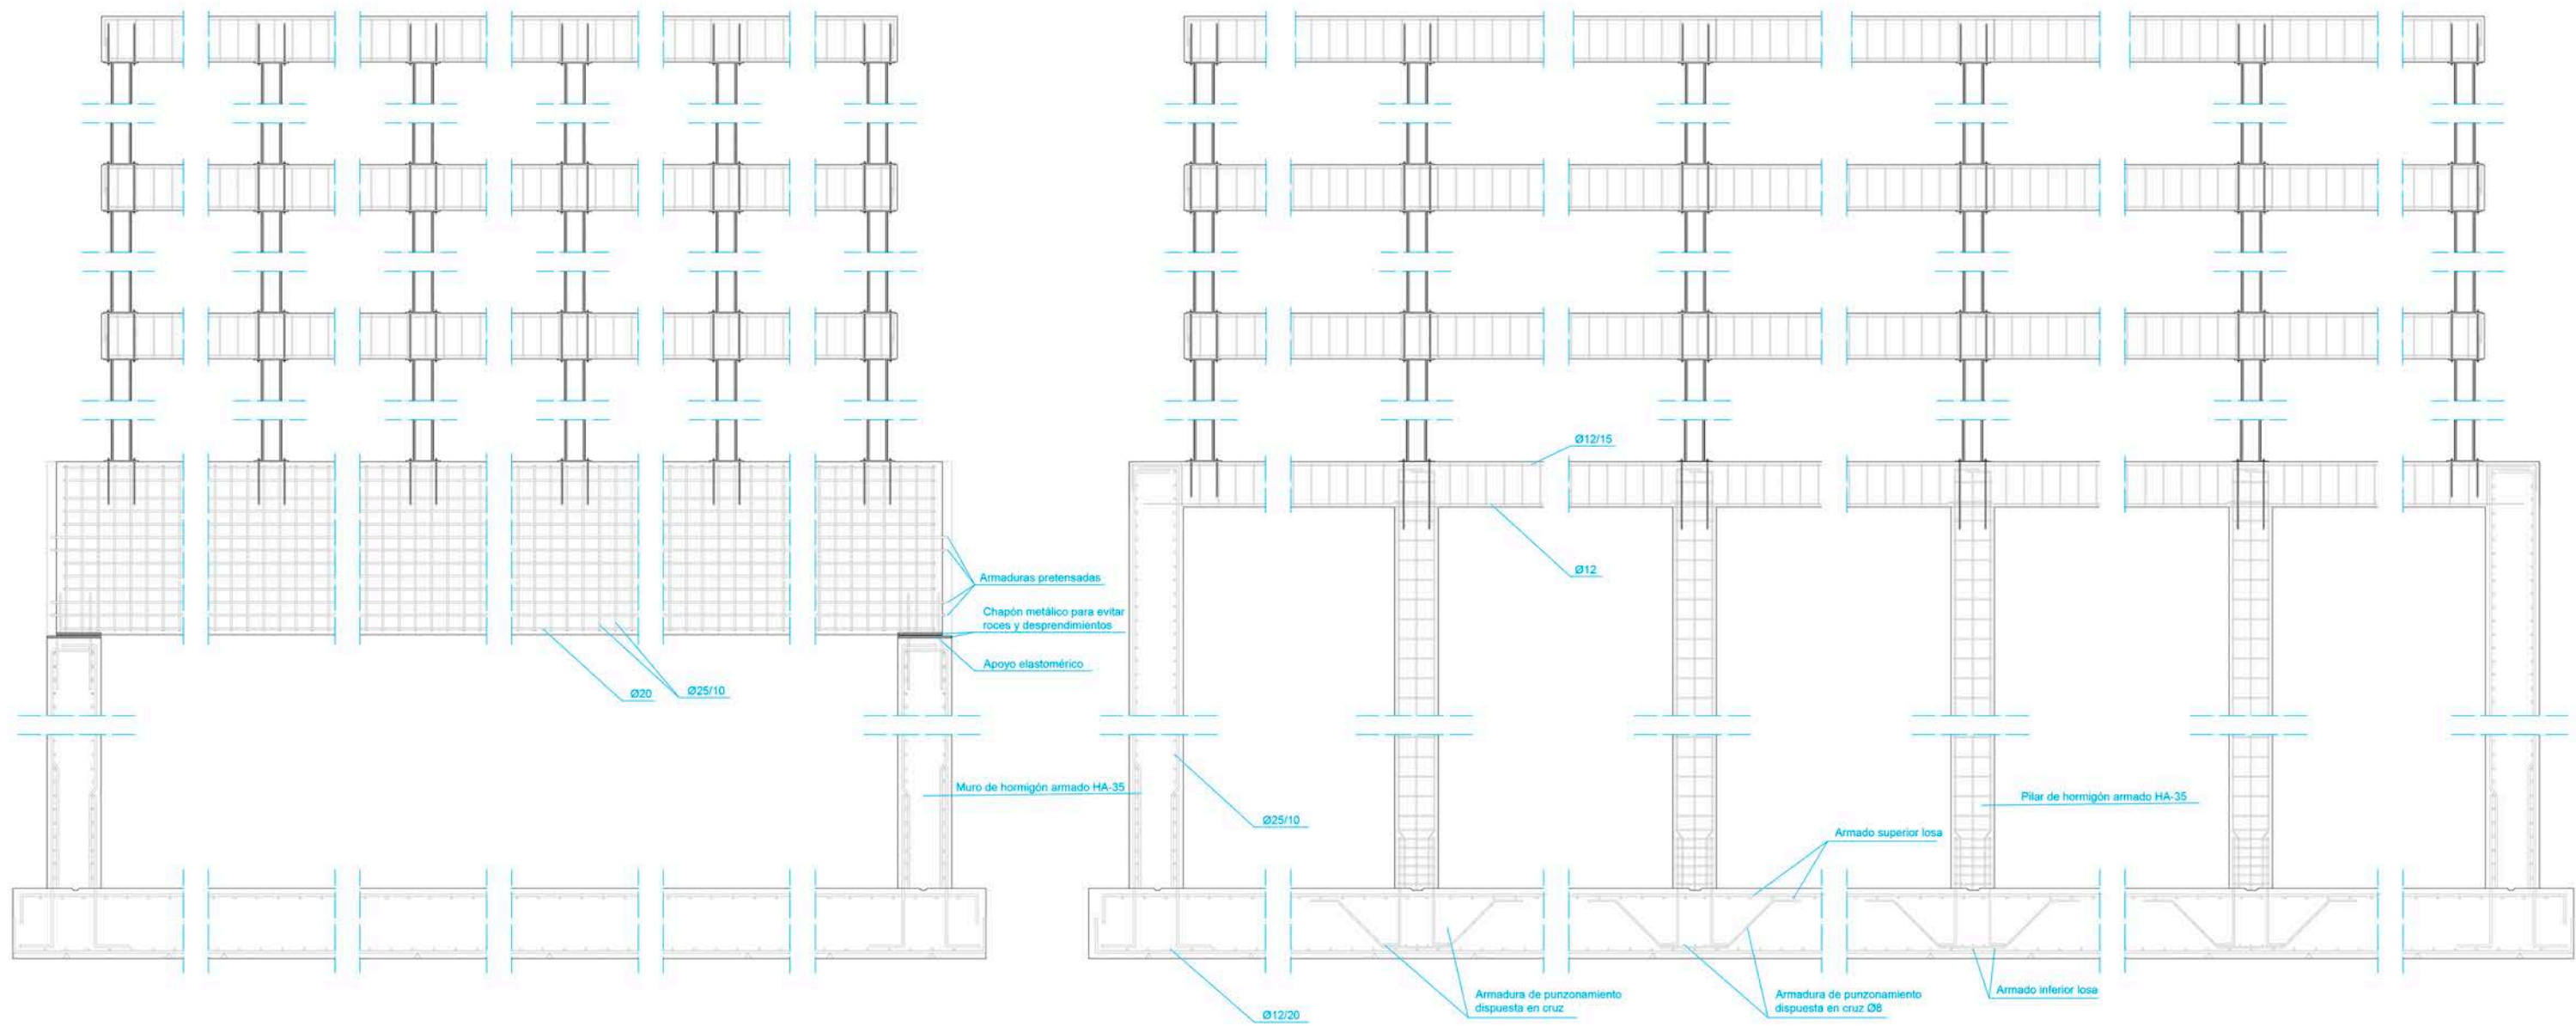 Ø12/15
Ø12
Armaduras pretensadas
Chapón metálico para evitar
roces y desprendimientos
Apoyo elastomérico
Ø20
Ø25/10
Muro de hormigón armado HA-35
Ø25/10
Pilar de hormigón armado HA-35
Armado superior losa
Armadura de punzonamiento
dispuesta en cruz
Armadura de punzonamiento
dispuesta en cruz Ø8
Armado inferior losa
Ø12/20